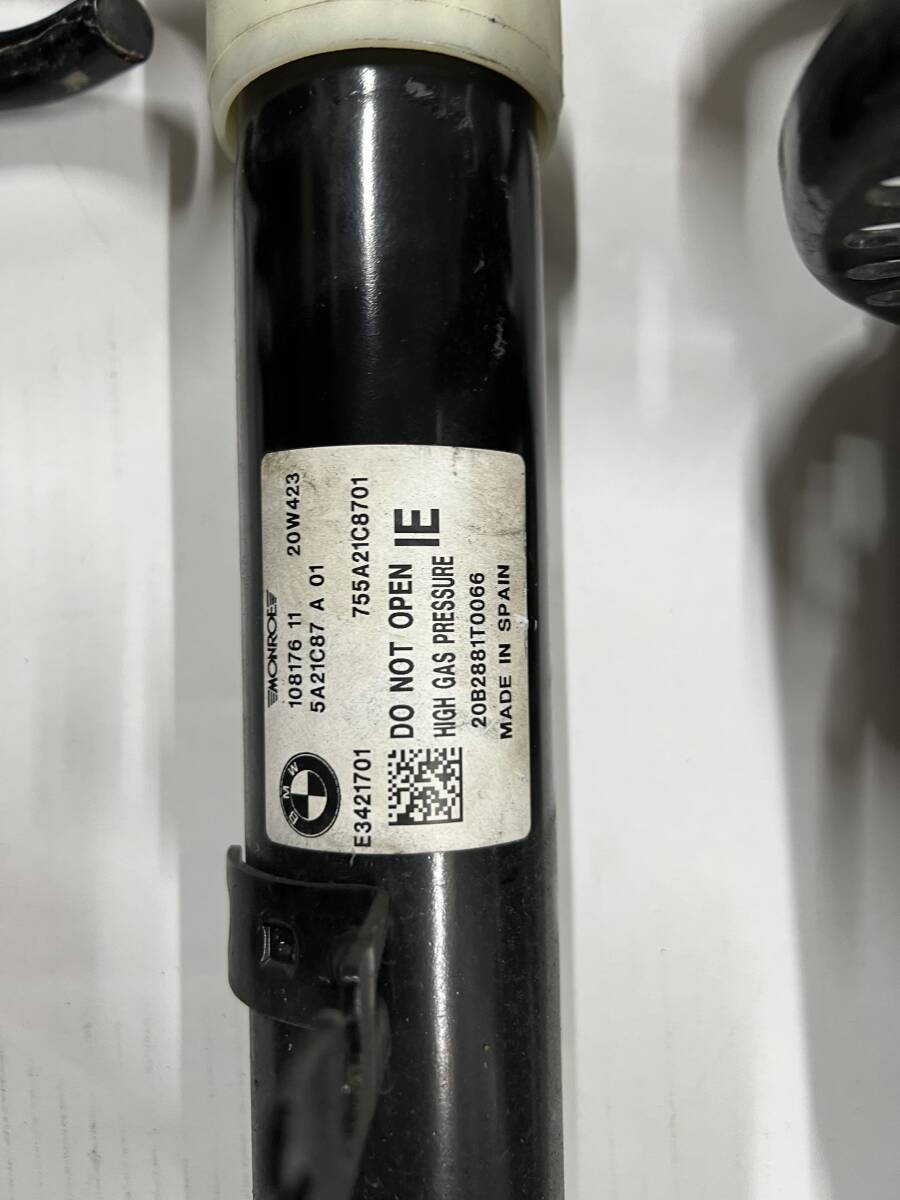 BMW
MONROE
108176 11 20W423
5A21C87 A 01
E3421701 755A21C8701
DO NOT OPEN IE
HIGH GAS PRESSURE
20B2881T0066
MADE IN SPAIN